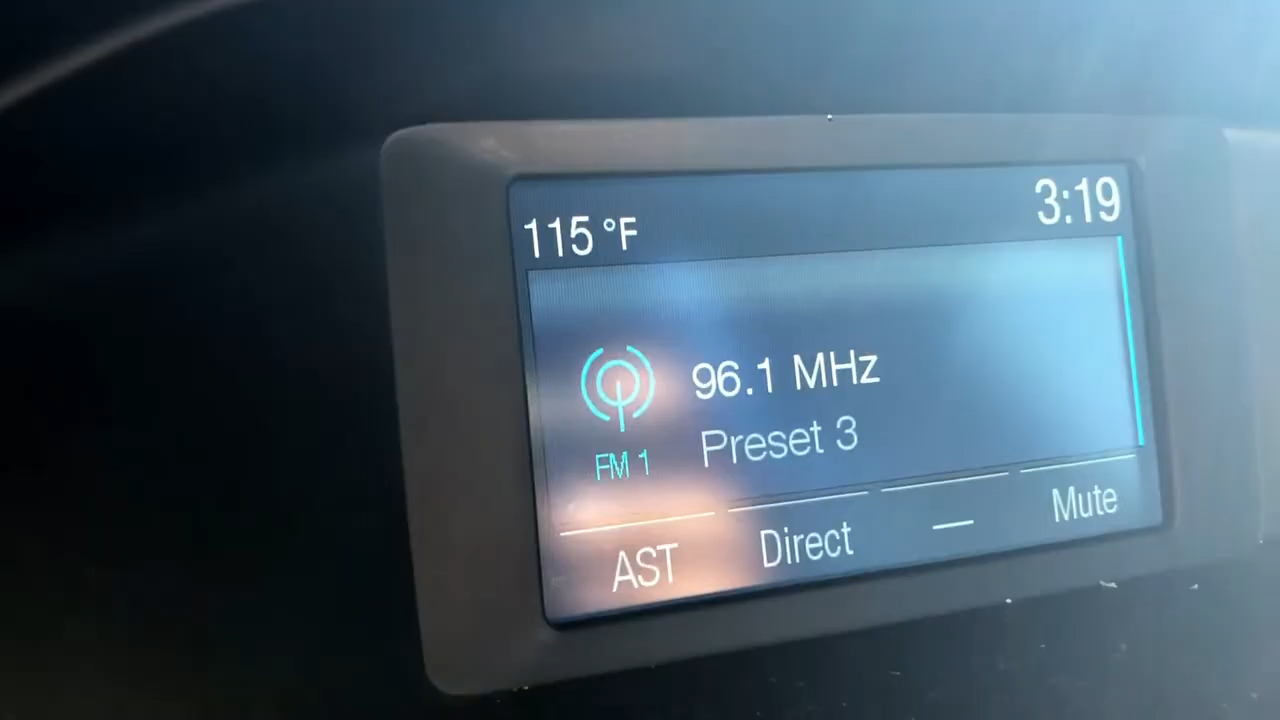 115 °F
3:19
96.1 MHz
Preset 3
FM 1
AST
Direct
—
Mute